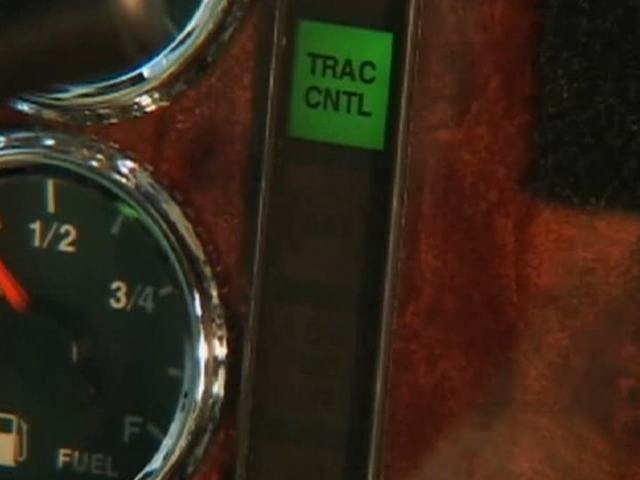 TRAC
CNTL
1/2
3/4
F
FUEL